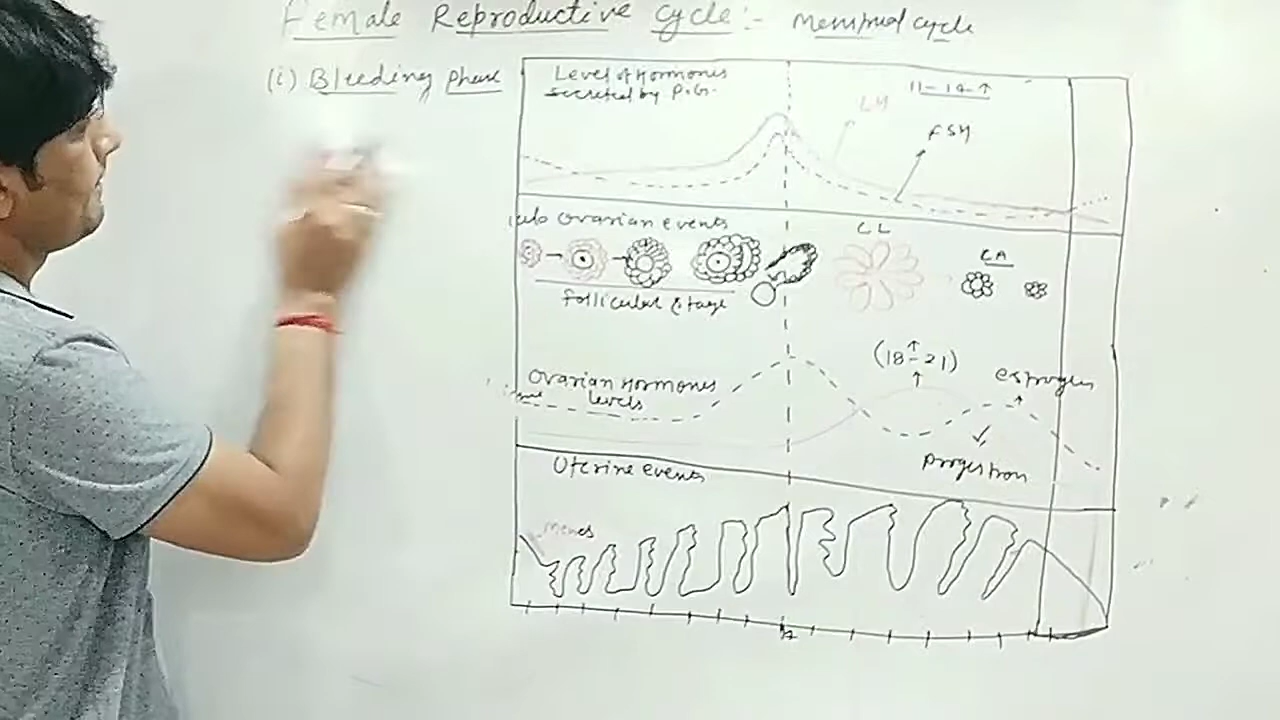 Female Reproductive Cycle:- Menstrual cycle
(i) Bleeding phase
Level of Hormones
secreted by P.G.
11-14↑
LH
FSH
Ovarian events
CL
CA
Follicular stage
(18-21)
Ovarian Hormones
levels
estrogen
progestron
Uterine events
Menes